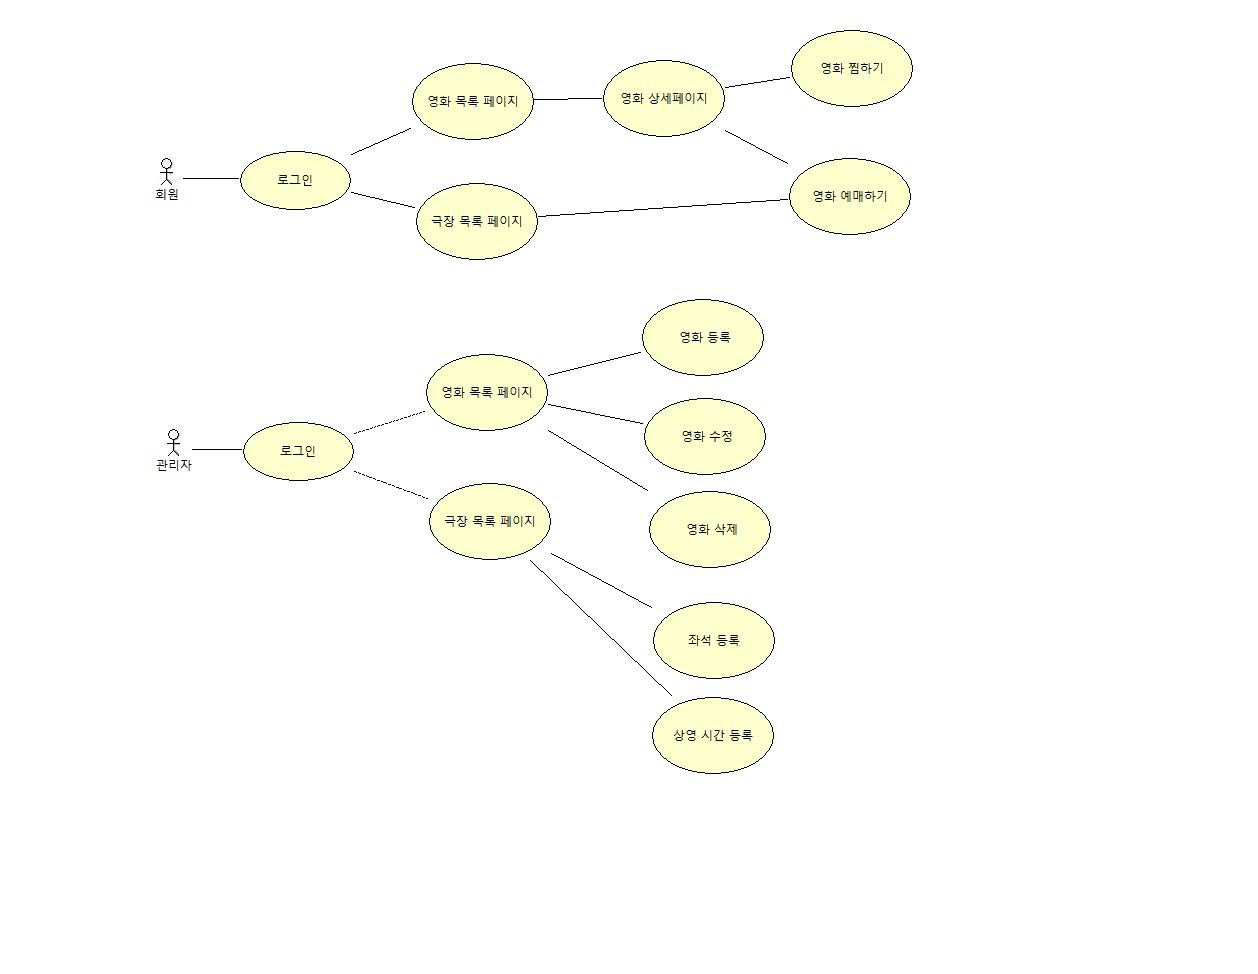 영화 찜하기
영화 목록 페이지
영화 상세페이지
로그인
회원
영화 예매하기
극장 목록 페이지
영화 등록
영화 목록 페이지
영화 수정
로그인
관리자
극장 목록 페이지
영화 삭제
좌석 등록
상영 시간 등록